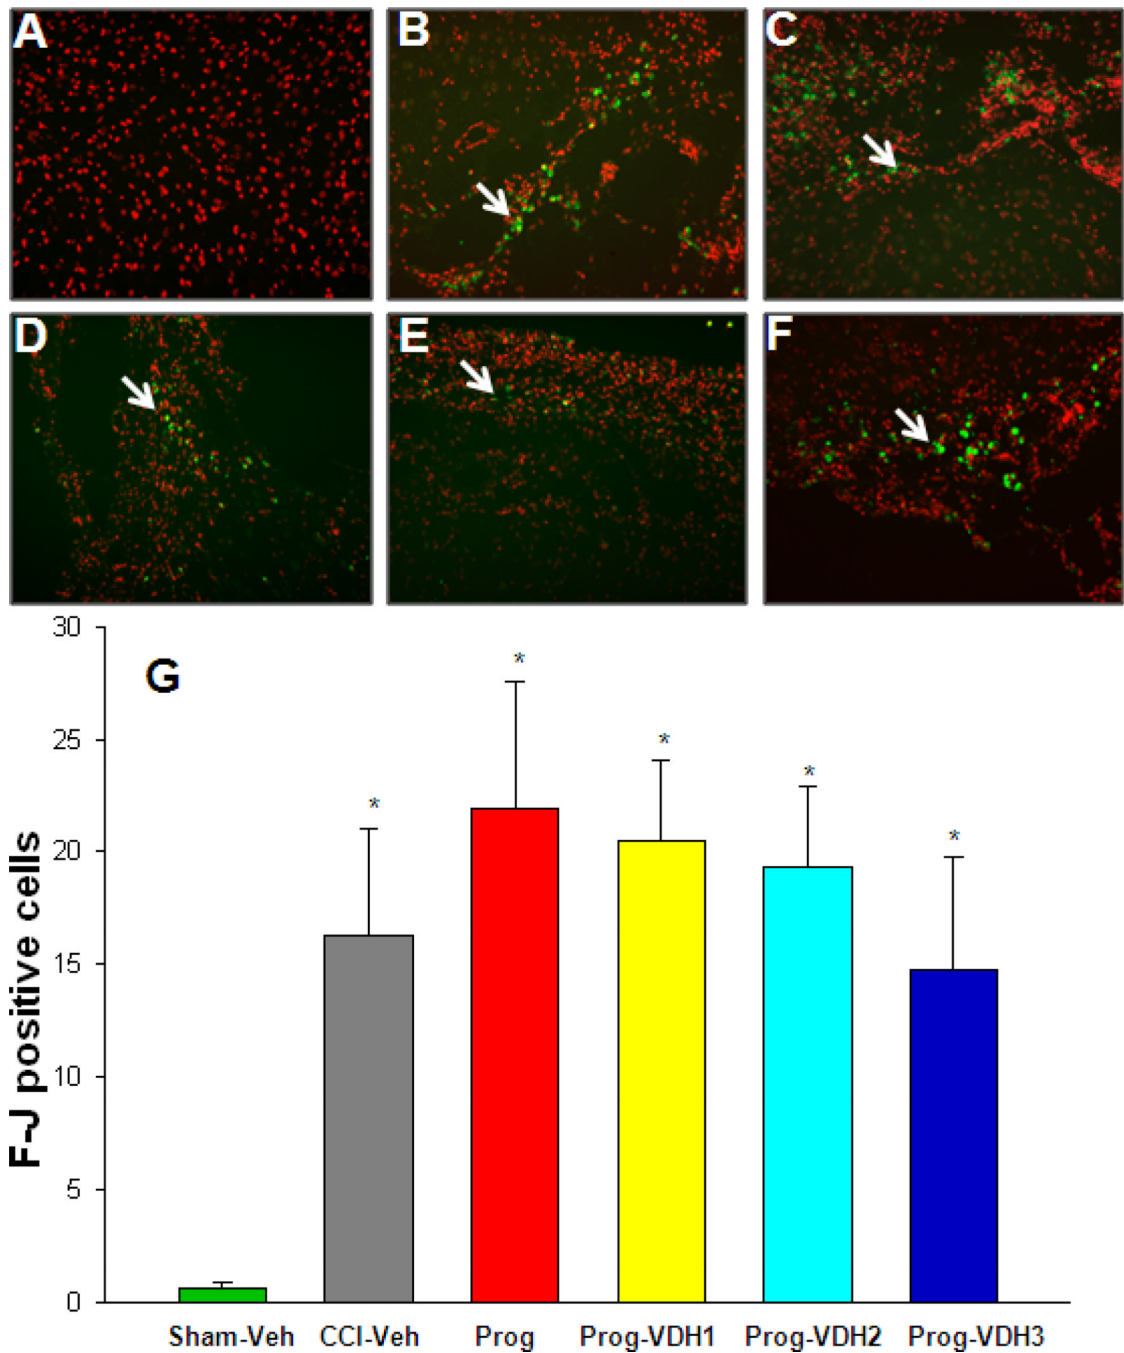 A
B
C
D
E
F
G
*
*
*
*
*
30
25
20
15
10
5
0
F-J positive cells
Sham-Veh CCI-Veh Prog Prog-VDH1 Prog-VDH2 Prog-VDH3